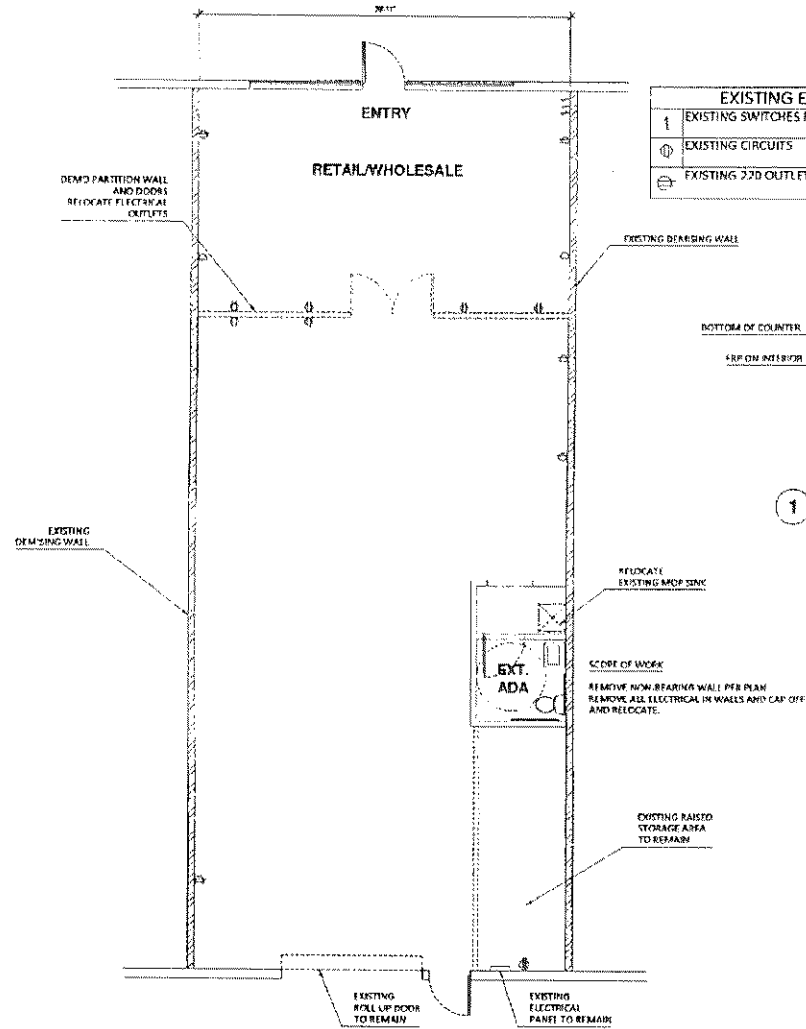 ENTRY
RETAIL/WHOLESALE
EXISTING E
1 EXISTING SWITCHES
EXISTING CIRCUITS
EXISTING 220 OUTLET
DEMO PARTITION WALL
AND DOORS
RELOCATE ELECTRICAL
OUTLETS
EXISTING DEMISING WALL
BOTTOM OF COUNTER
FRP ON INTERIOR
1
EXISTING
DEMISING WALL
RELOCATE
EXISTING MOP SINK
EXT.
ADA
SCOPE OF WORK
REMOVE NON-BEARING WALL PER PLAN
REMOVE ALL ELECTRICAL IN WALLS AND CAP OFF
AND RELOCATE.
EXISTING RAISED
STORAGE AREA
TO REMAIN
EXISTING
ROLL UP DOOR
TO REMAIN
EXISTING
ELECTRICAL
PANEL TO REMAIN